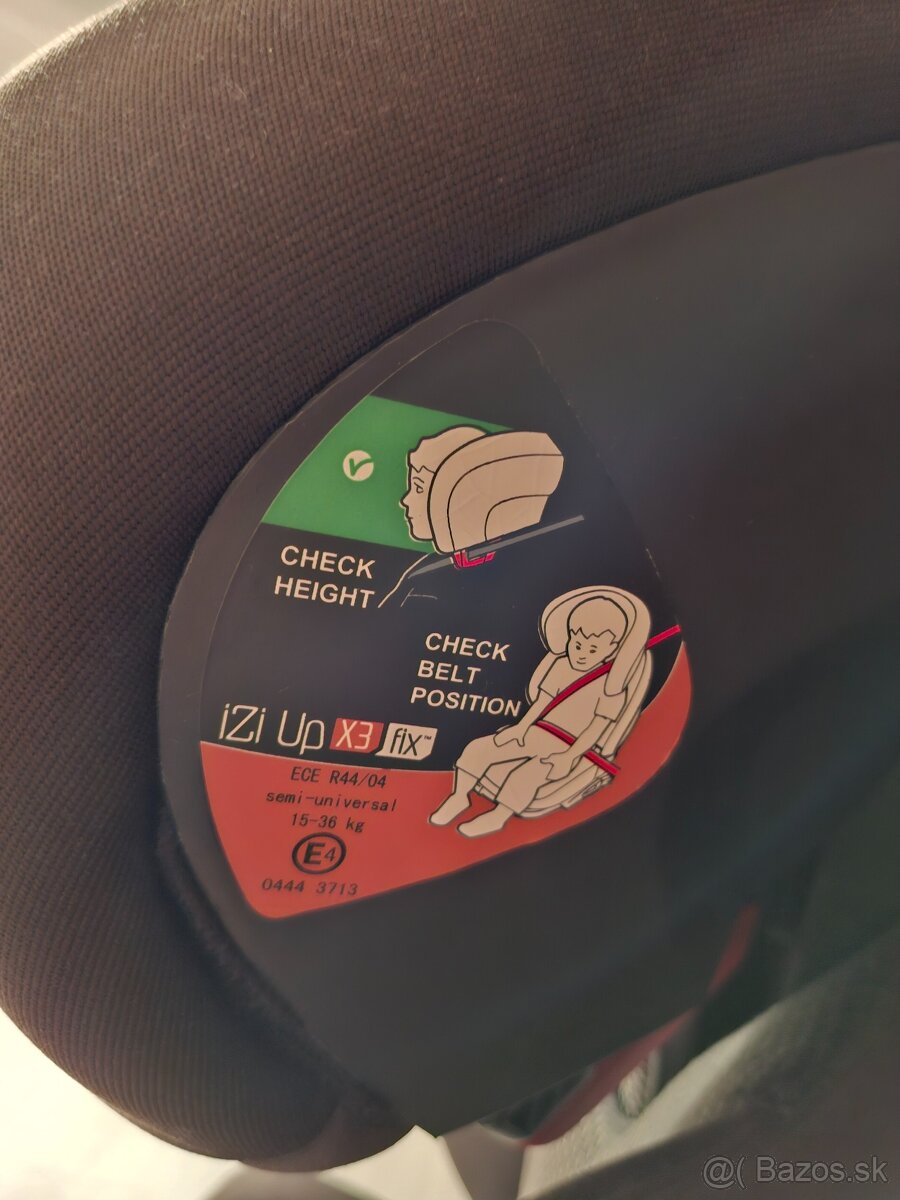 CHECK
HEIGHT
CHECK
BELT
POSITION
iZi Up X3 fix™
ECE R44/04
semi-universal
15-36 kg
E4
0444 3713
@( Bazos.sk